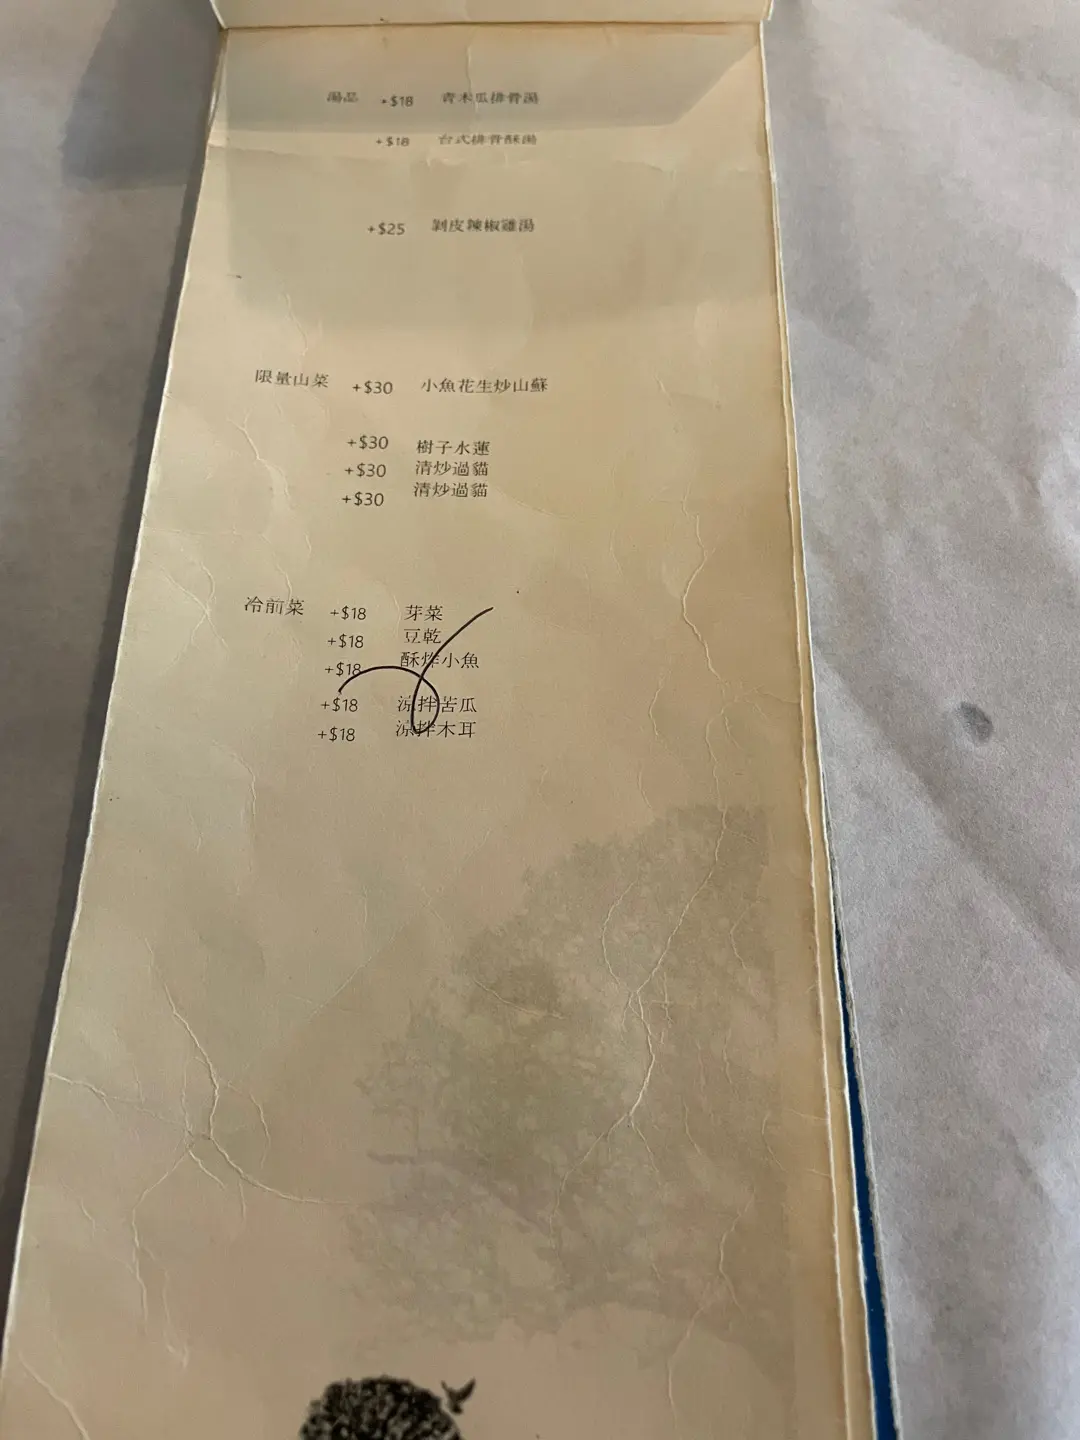 湯品 +$18 青木瓜排骨湯
+$18 台式排骨酥湯
+$25 剝皮辣椒雞湯
限量山菜 +$30 小魚花生炒山蘇
+$30 樹子水蓮
+$30 清炒過貓
+$30 清炒過貓
冷前菜 +$18 芽菜
+$18 豆乾
+$18 酥炸小魚
+$18 涼拌苦瓜
+$18 涼拌木耳